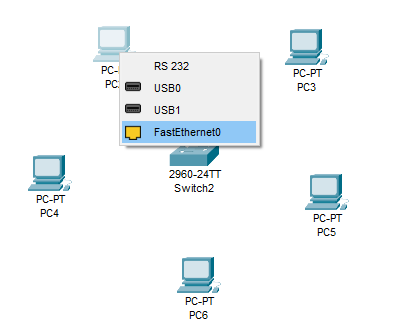 RS 232
USB0
USB1
FastEthernet0
PC-PT
PC3
2960-24TT
Switch2
PC-PT
PC4
PC-PT
PC5
PC-PT
PC6